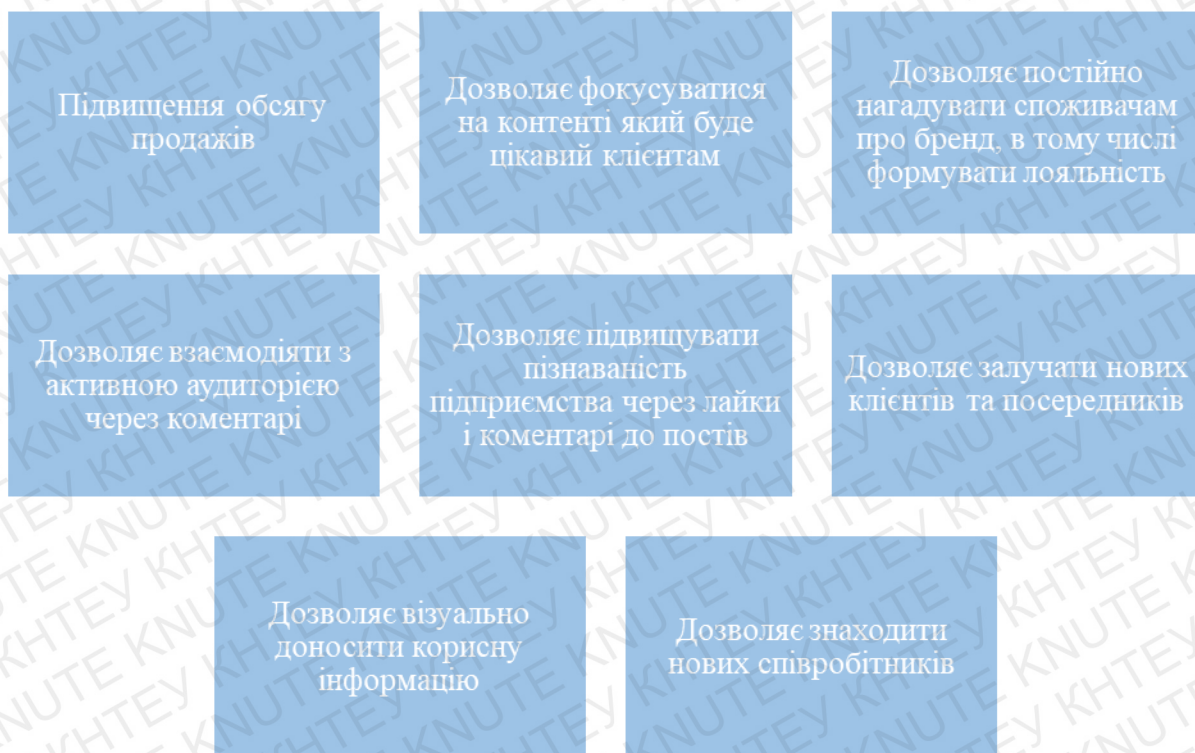 Підвищення обсягу
продажів
Дозволяє фокусуватися
на контенті який буде
цікавий клієнтам
Дозволяє постійно
нагадувати споживачам
про бренд, в тому числі
формувати лояльність
Дозволяє взаємодіяти з
активною аудиторією
через коментарі
Дозволяє підвищувати
пізнаваність
підприємства через лайки
і коментарі до постів
Дозволяє залучати нових
клієнтів та посередників
Дозволяє візуально
доносити корисну
інформацію
Дозволяє знаходити
нових співробітників